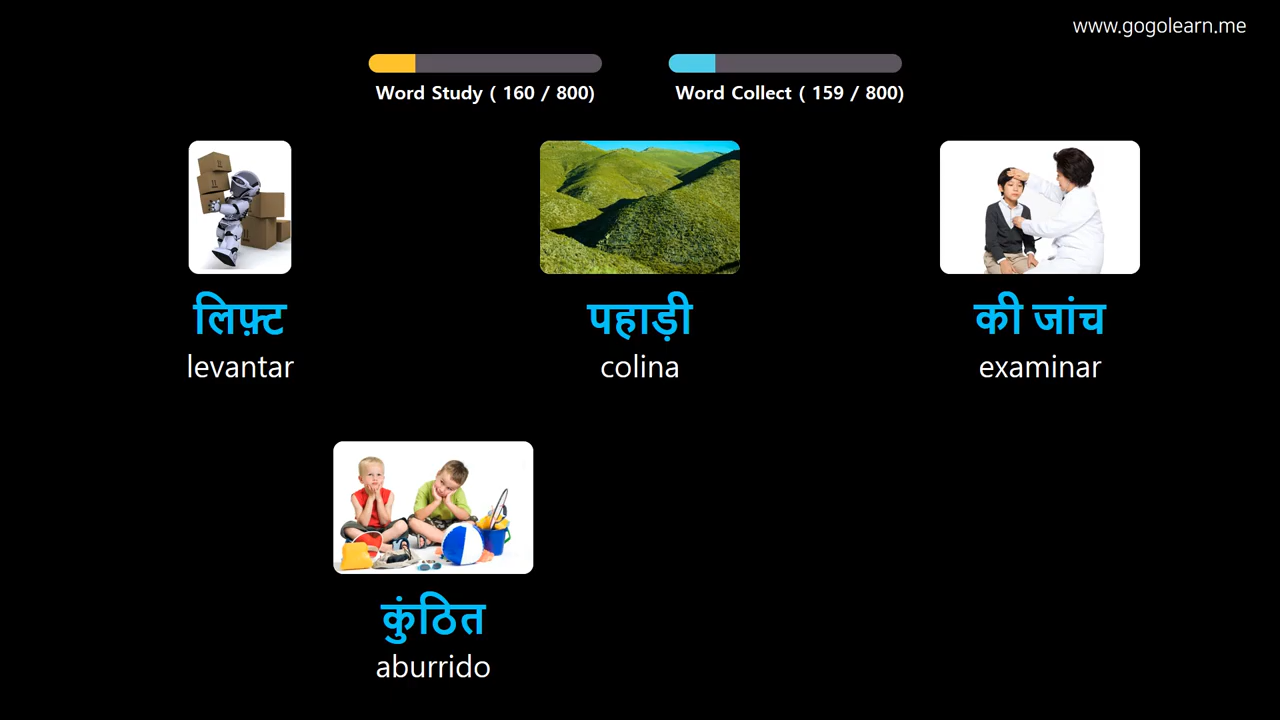 www.gogolearn.me
Word Study ( 160 / 800)
Word Collect ( 159 / 800)
लिफ़्ट
levantar
पहाड़ी
colina
की जांच
examinar
कुंठित
aburrido